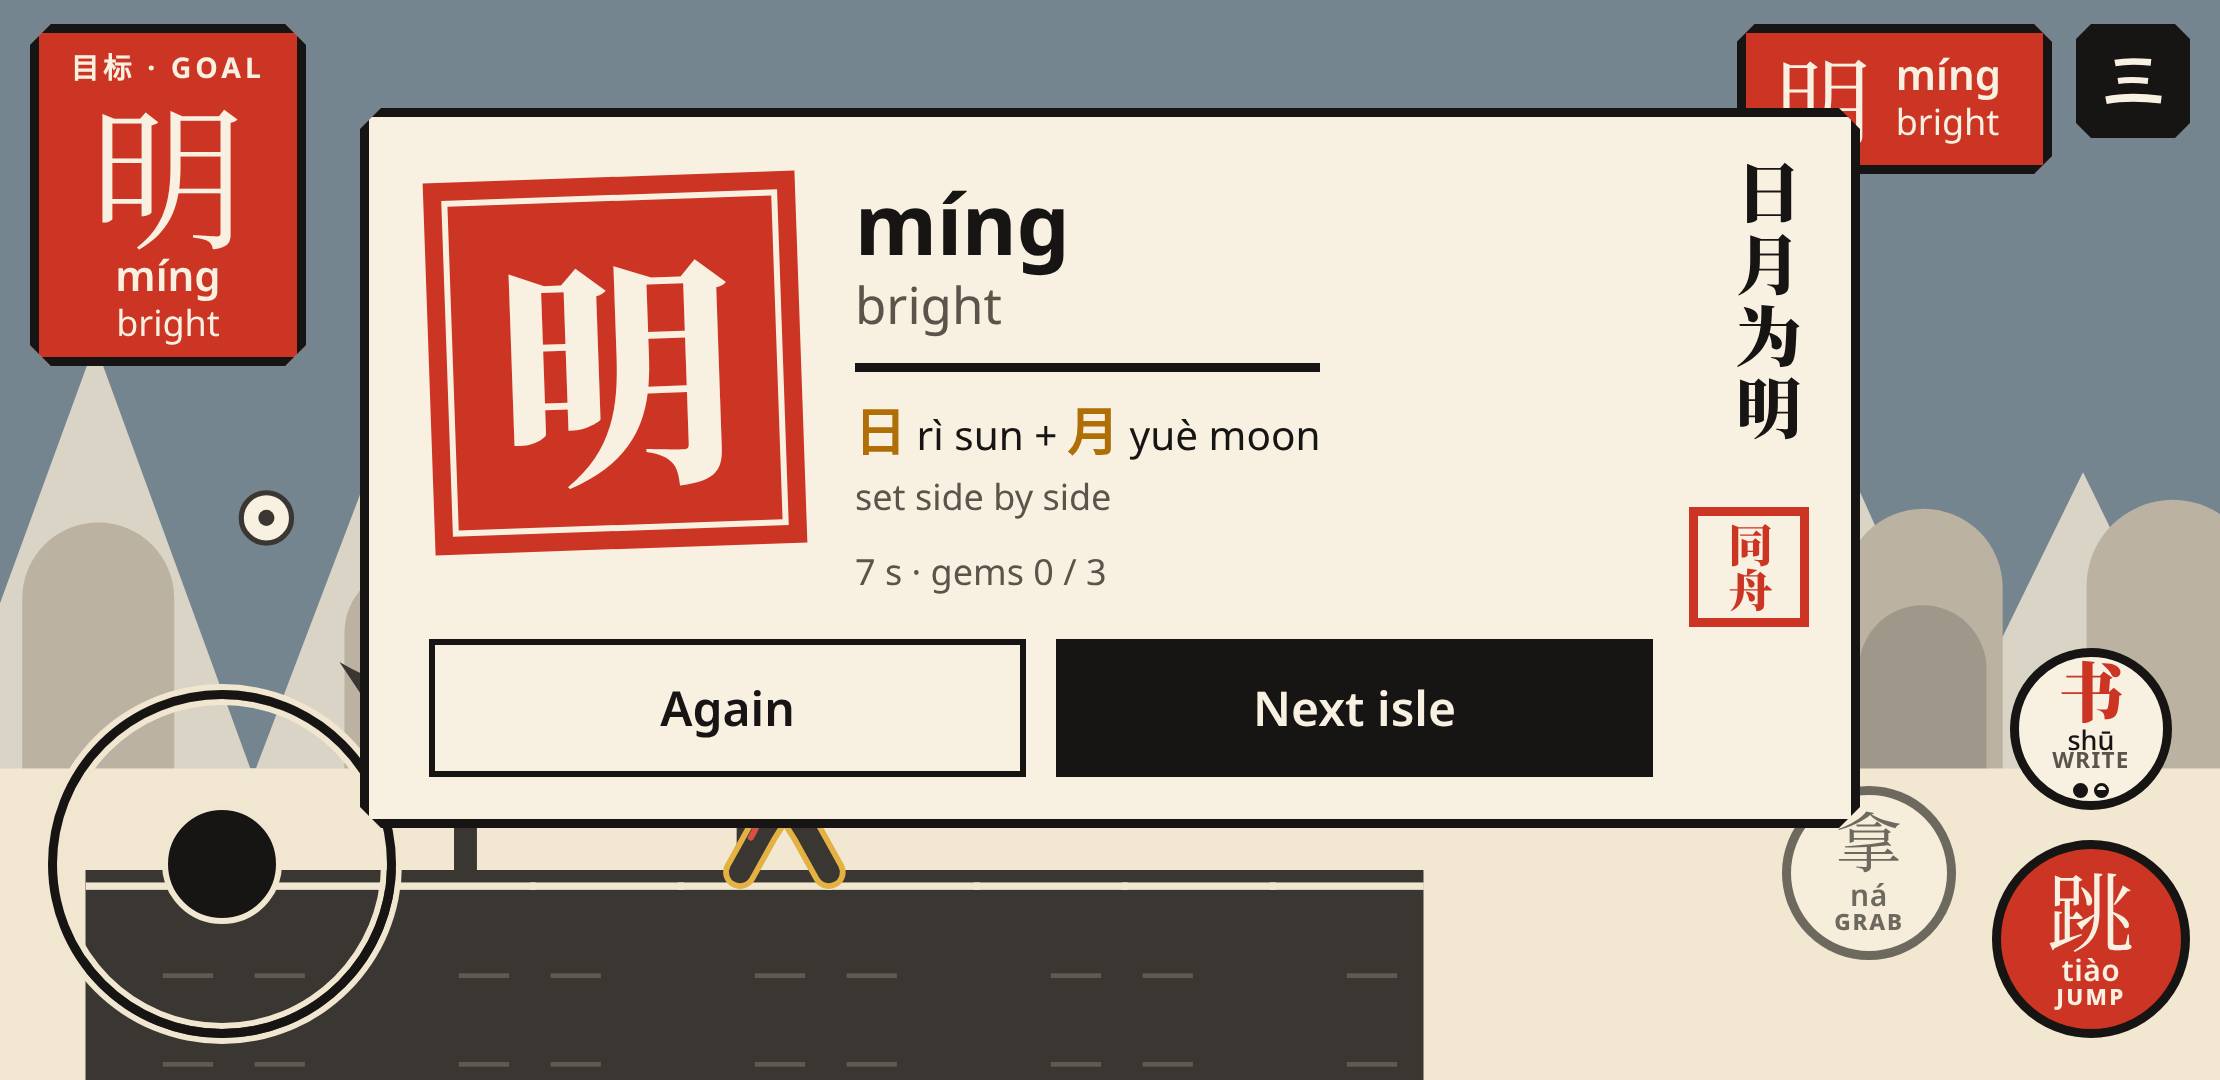 目标 · GOAL
明
míng
bright
明
míng
bright
三
明
míng
bright
日 rì sun + 月 yuè moon
set side by side
7 s · gems 0 / 3
日月为明
同舟
Again
Next isle
书
shū
WRITE
拿
ná
GRAB
跳
tiào
JUMP